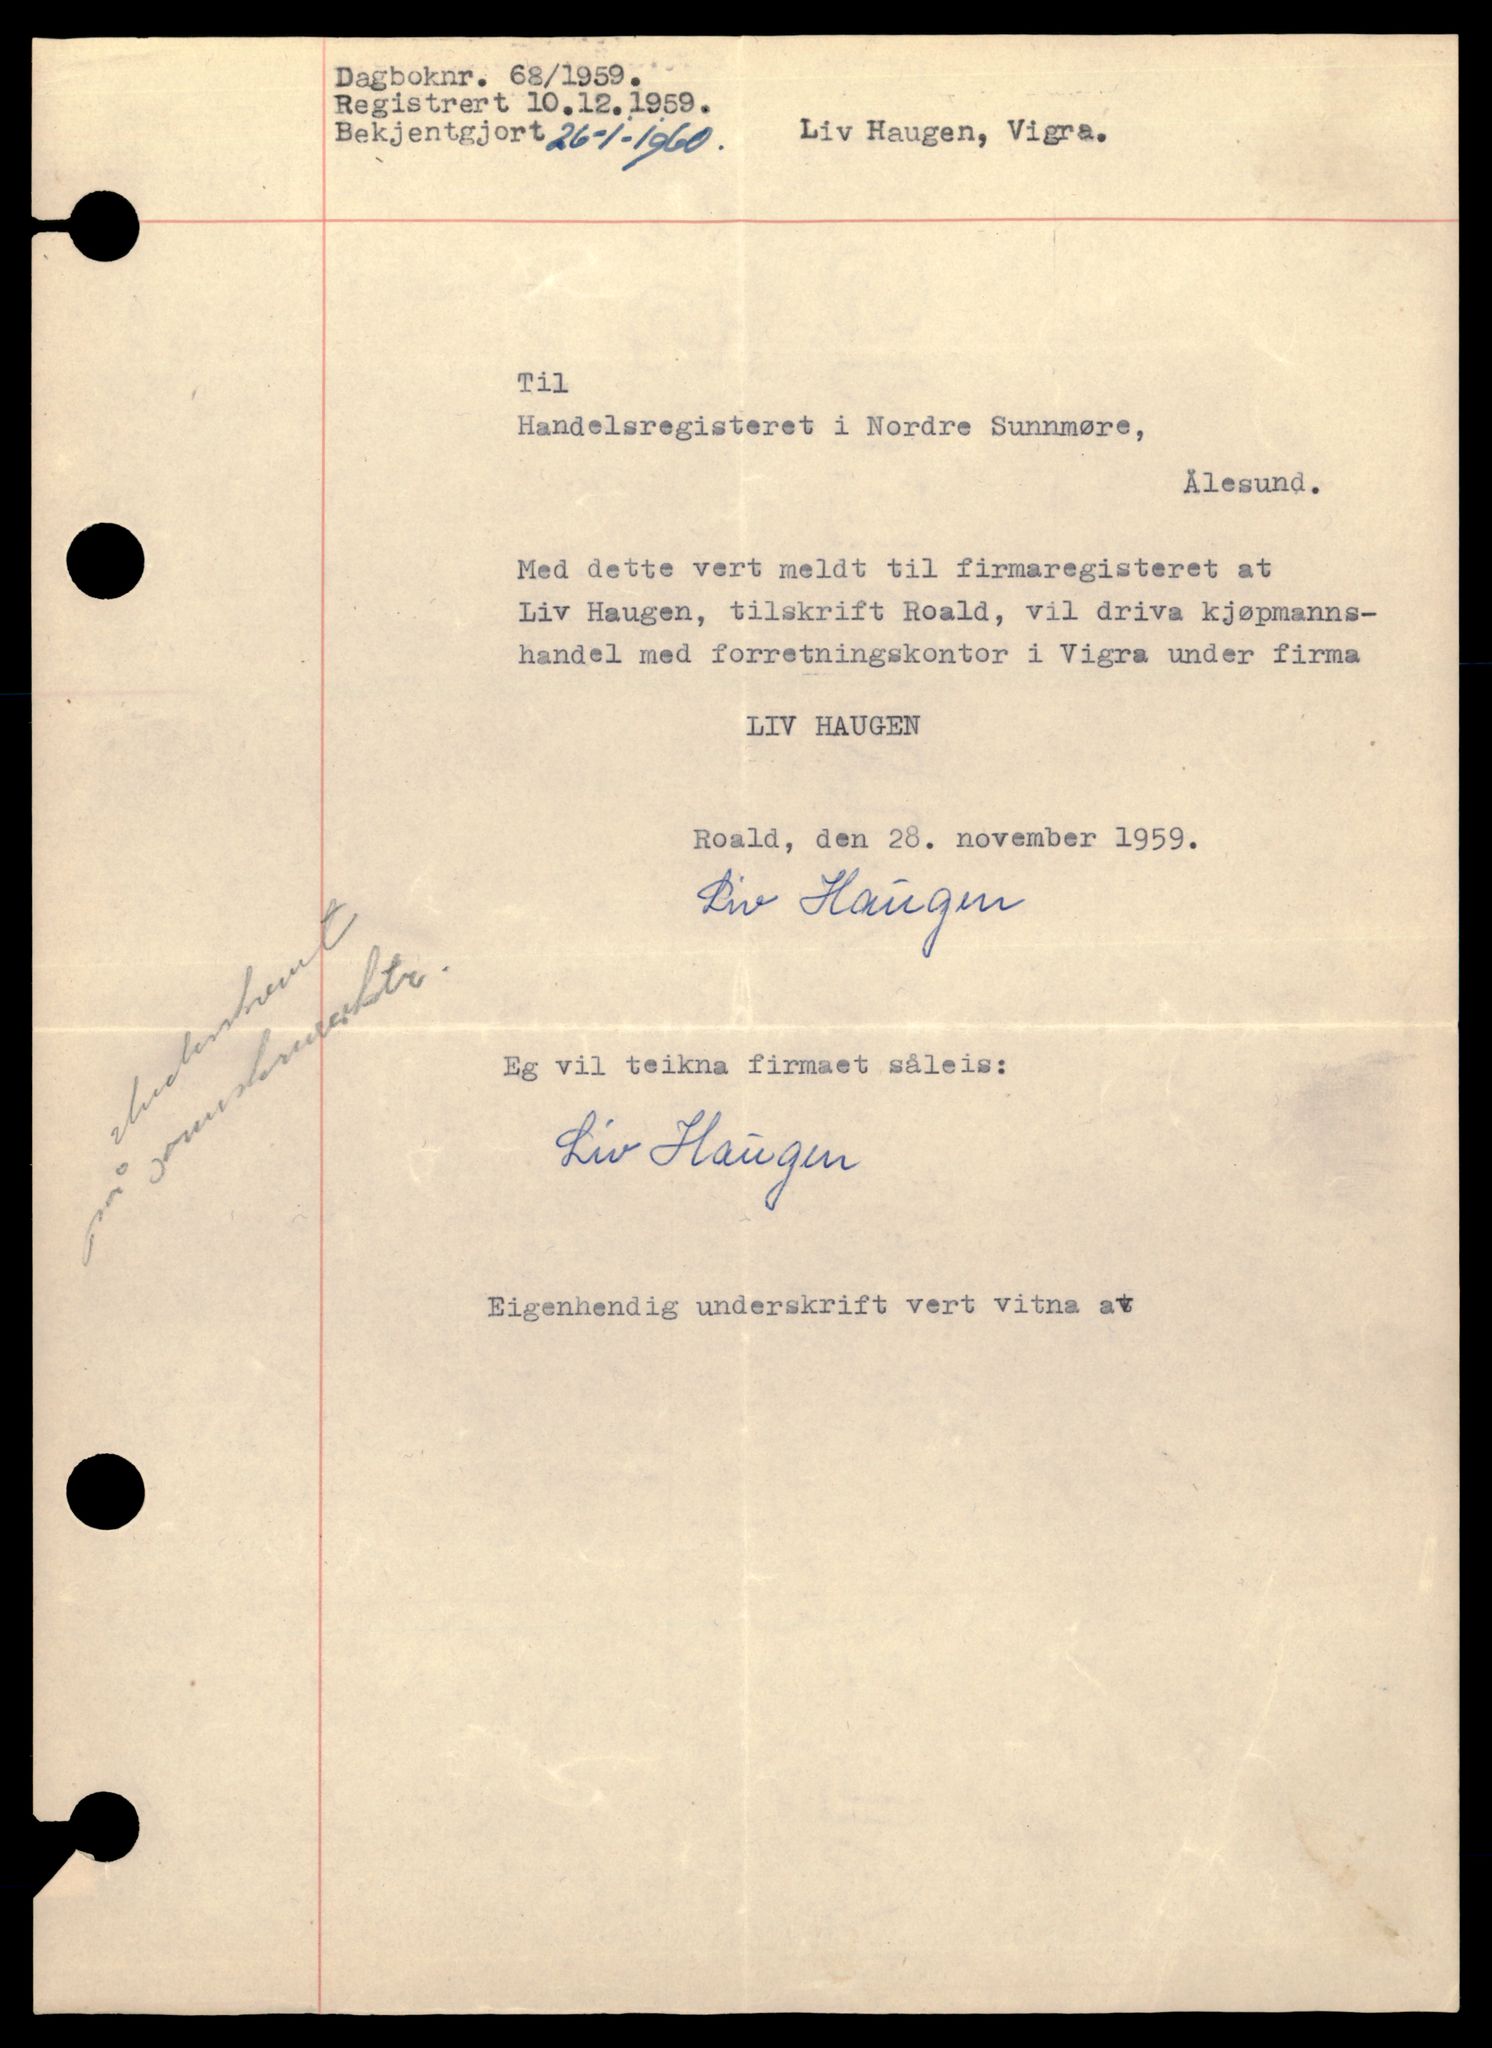 Dagboknr. 68/1959.
Registrert 10.12.1959.
Bekjentgjort 26-1-1960.
Liv Haugen, Vigra.
Til
Handelsregisteret i Nordre Sunnmøre,
Ålesund.
Med dette vert meldt til firmaregisteret at
Liv Haugen, tilskrift Roald, vil driva kjøpmanns-
handel med forretningskontor i Vigra under firma
LIV HAUGEN
Roald, den 28. november 1959.
Liv Haugen
på
Eg vil teikna firmaet såleis:
Liv Haugen
Eigenhendig underskrift vert vitna av